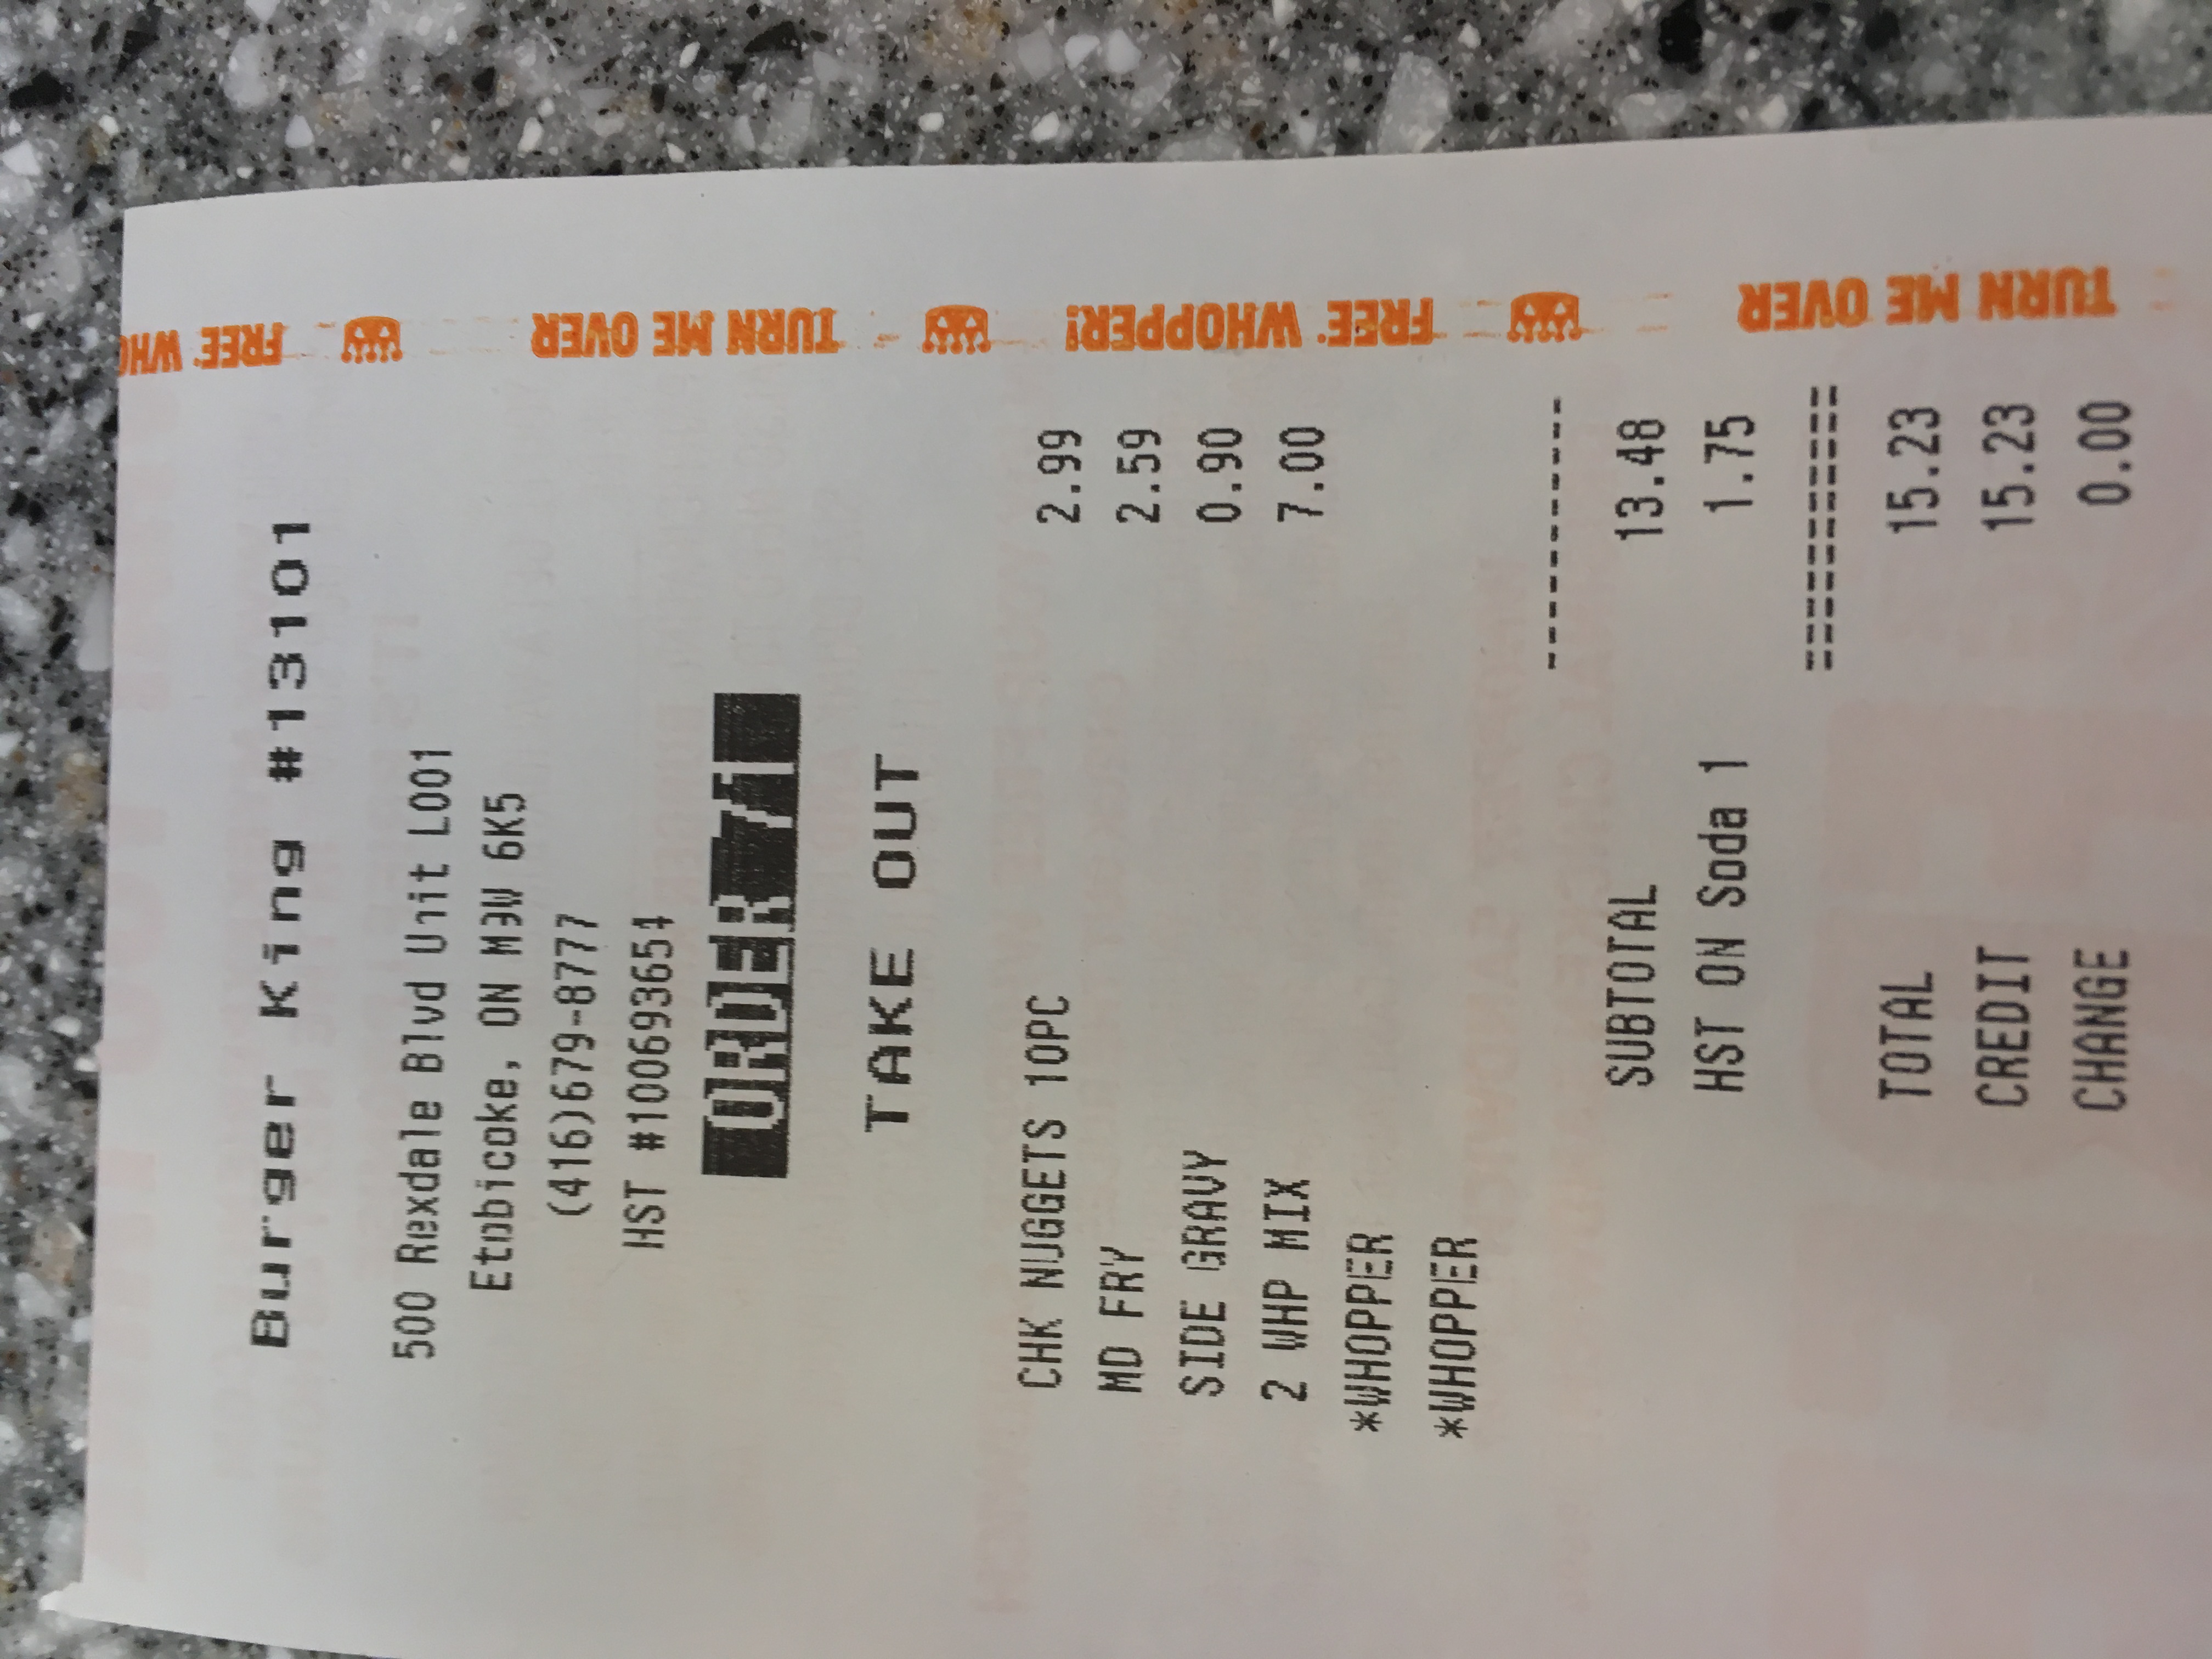 Burger King #13101
500 Rexdale Blvd Unit L001
Etobicoke, ON M3W 6K5
(416)679-8777
HST #10069365
ORDER
TAKE OUT
CHK NUGGETS 10PC 2.99
MD FRY 2.59
SIDE GRAVY 0.90
2 WHP MIX 7.00
*WHOPPER
*WHOPPER
SUBTOTAL 13.48
HST ON Soda 1 1.75
TOTAL 15.23
CREDIT 15.23
CHANGE 0.00
TURN ME OVER
FREE WHOPPER!
TURN ME OVER
FREE WHO